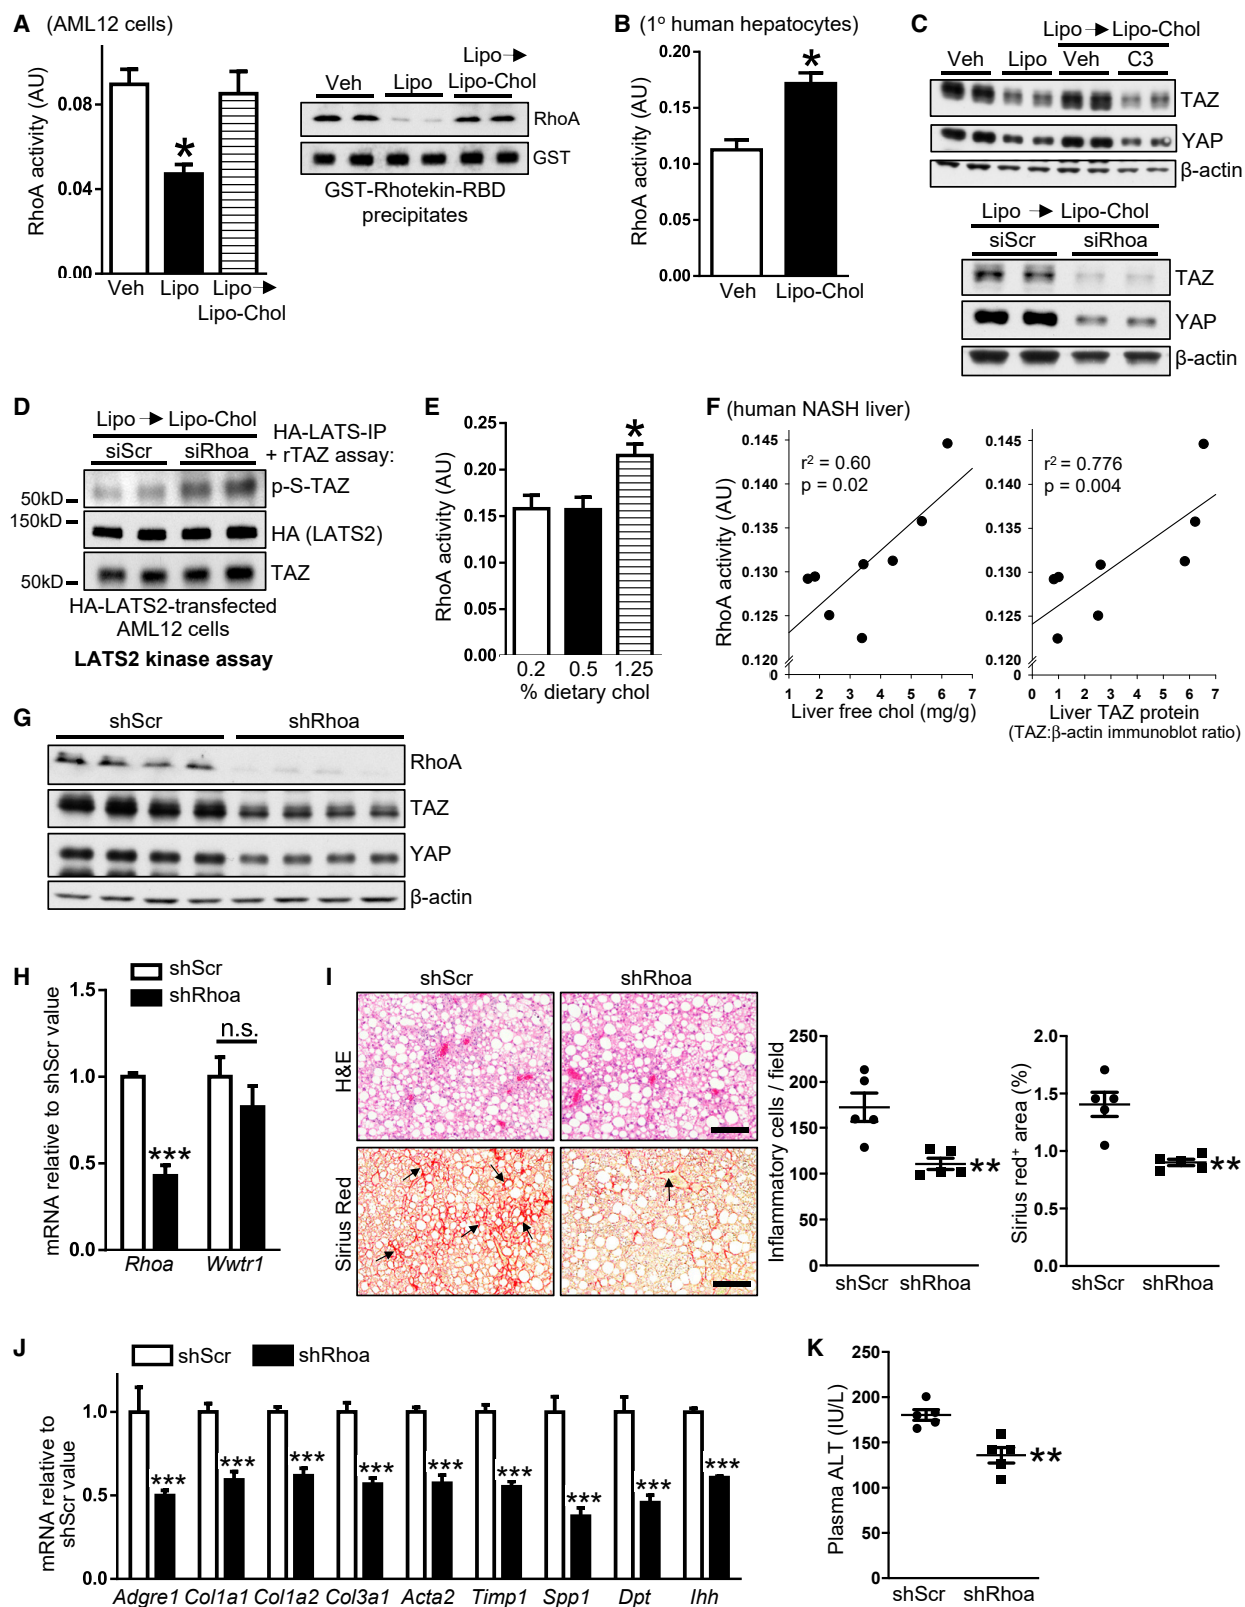 A (AML12 cells)
RhoA activity (AU)
0.08
0.04
0.00
*
Veh
Lipo
Lipo
Lipo-Chol
Lipo
Veh
Lipo
Lipo-Chol
RhoA
GST
GST-Rhotekin-RBD
precipitates
B (1º human hepatocytes)
RhoA activity (AU)
0.20
0.15
0.10
0.05
0.00
*
Veh
Lipo-Chol
C
Lipo Lipo-Chol
Veh Lipo Veh C3
TAZ
YAP
β-actin
Lipo Lipo-Chol
siScr siRhoa
TAZ
YAP
β-actin
D
Lipo Lipo-Chol
siScr siRhoa
HA-LATS-IP
+ rTAZ assay:
50kD
p-S-TAZ
150kD
HA (LATS2)
50kD
TAZ
HA-LATS2-transfected
AML12 cells
LATS2 kinase assay
E
RhoA activity (AU)
0.25
0.20
0.15
0.10
0.05
0.00
*
0.2 0.5 1.25
% dietary chol
F (human NASH liver)
RhoA activity (AU)
0.145
0.140
0.135
0.130
0.125
0.120
0
r² = 0.60
p = 0.02
1 2 3 4 5 6 7
Liver free chol (mg/g)
0.145
0.140
0.135
0.130
0.125
0.120
0
r² = 0.776
p = 0.004
0 1 2 3 4 5 6 7
Liver TAZ protein
(TAZ:β-actin immunoblot ratio)
G
shScr shRhoa
RhoA
TAZ
YAP
β-actin
H
shScr
shRhoa
mRNA relative to shScr value
1.5
1.0
0.5
0.0
n.s.
***
Rhoa Wwtr1
I
shScr shRhoa
H&E
Sirius Red
Inflammatory cells / field
250
200
150
100
50
0
**
shScr shRhoa
Sirius red⁺ area (%)
2.0
1.5
1.0
0.5
0.0
**
shScr shRhoa
J
shScr shRhoa
mRNA relative to
shScr value
1.0
0.5
0.0
*** *** *** *** *** *** *** *** ***
Adgre1 Col1a1 Col1a2 Col3a1 Acta2 Timp1 Spp1 Dpt Ihh
K
Plasma ALT (IU/L)
250
200
150
100
50
0
**
shScr shRhoa